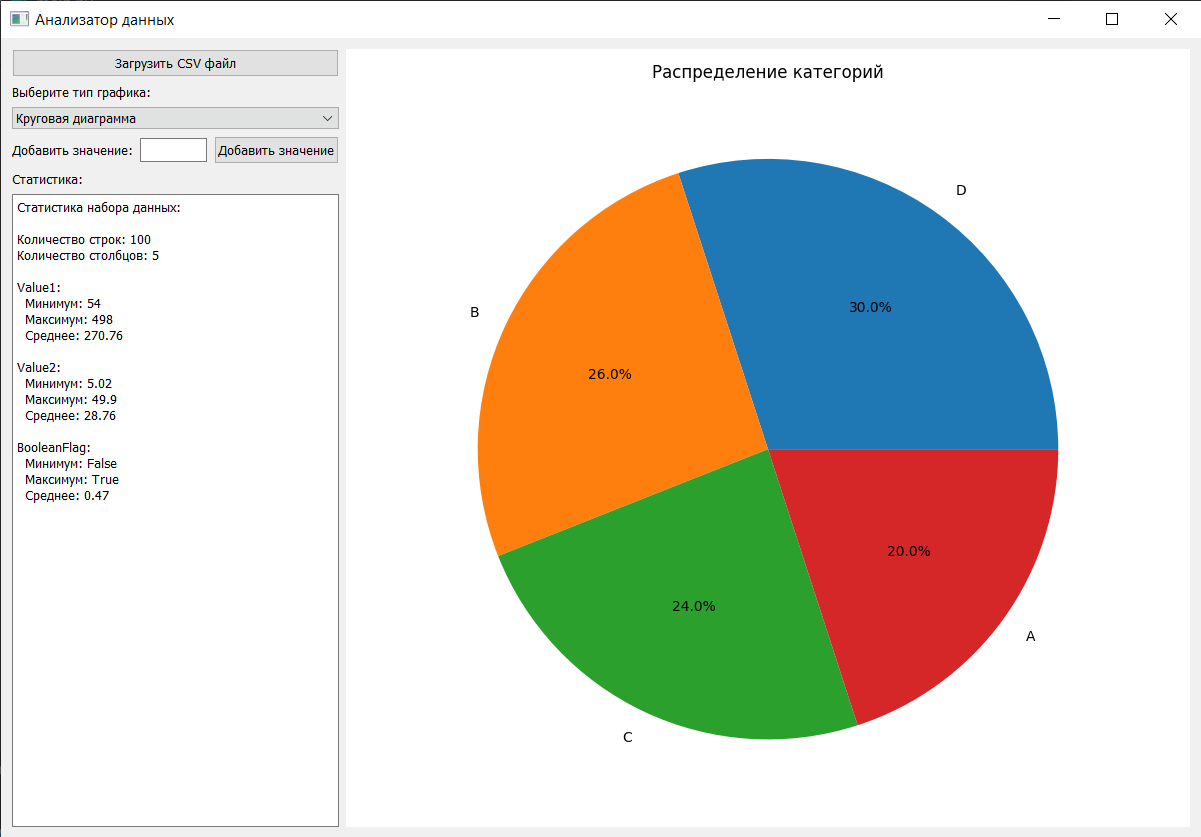 Анализатор данных
Загрузить CSV файл
Выберите тип графика:
Круговая диаграмма
Добавить значение:
Добавить значение
Статистика:
Статистика набора данных:
Количество строк: 100
Количество столбцов: 5
Value1:
Минимум: 54
Максимум: 498
Среднее: 270.76
Value2:
Минимум: 5.02
Максимум: 49.9
Среднее: 28.76
BooleanFlag:
Минимум: False
Максимум: True
Среднее: 0.47
Распределение категорий
D
30.0%
B
26.0%
20.0%
24.0%
A
C